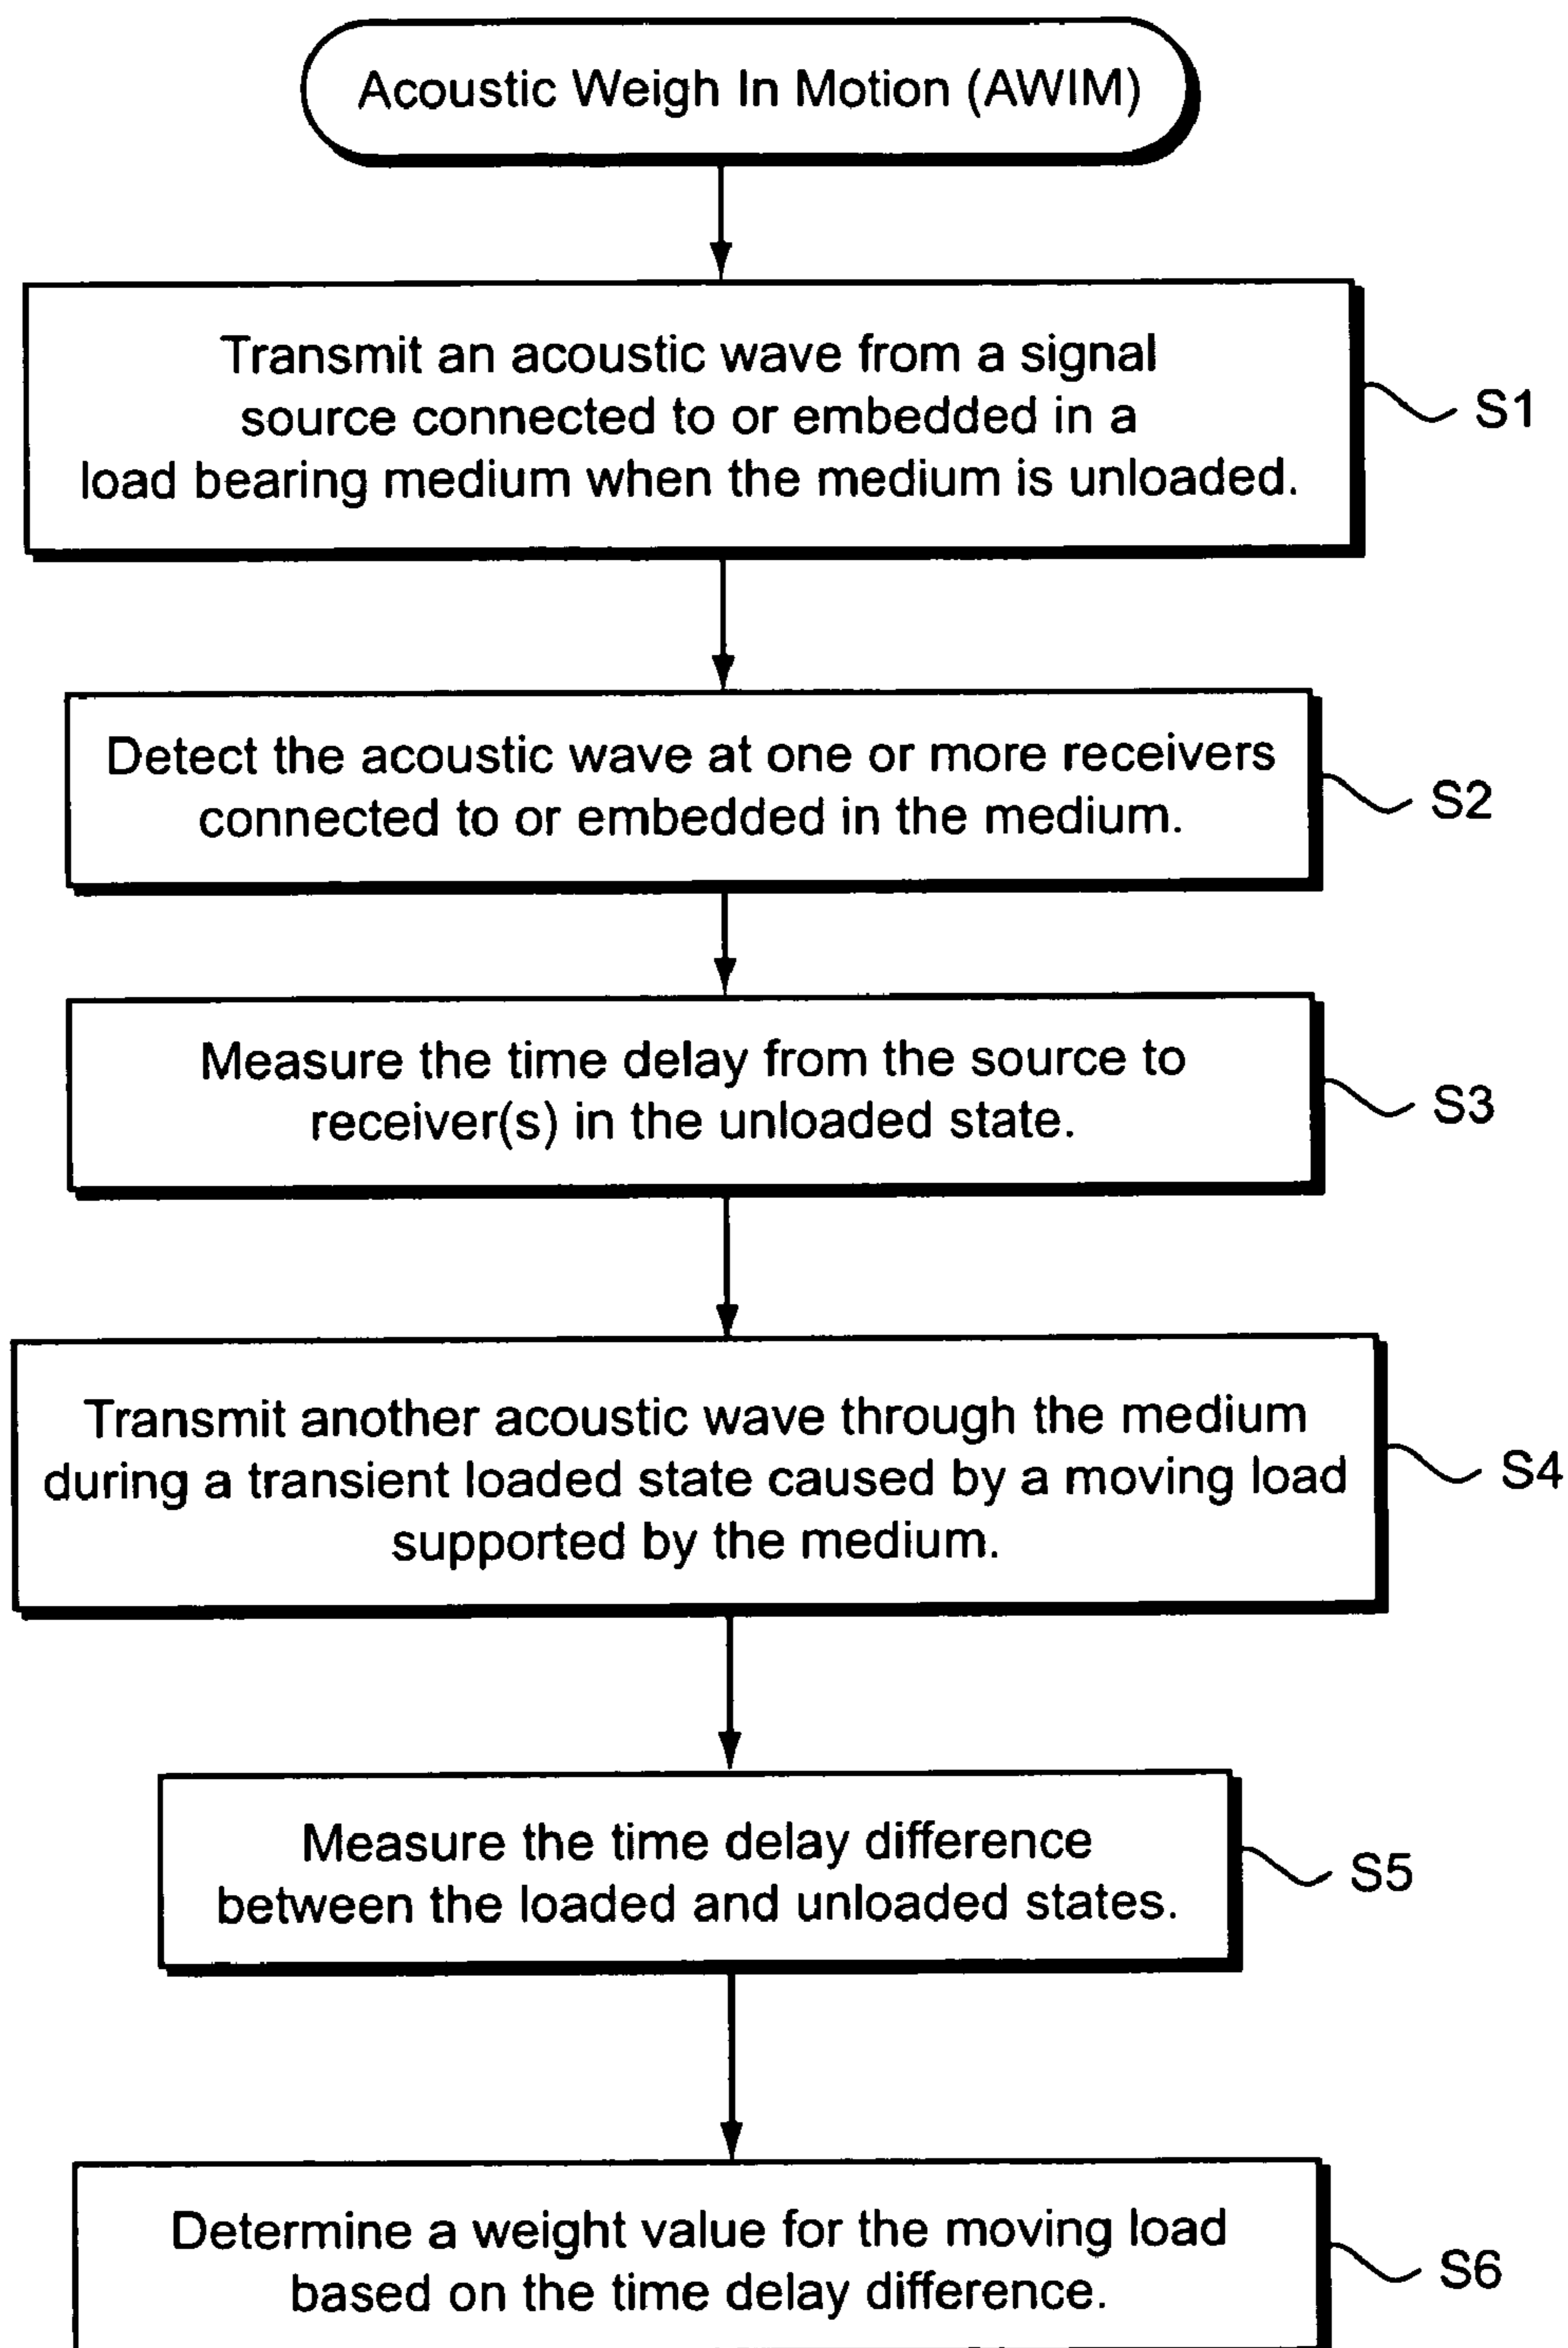 Acoustic Weigh In Motion (AWIM)
Transmit an acoustic wave from a signal
source connected to or embedded in a
load bearing medium when the medium is unloaded.
S1
Detect the acoustic wave at one or more receivers
connected to or embedded in the medium.
S2
Measure the time delay from the source to
receiver(s) in the unloaded state.
S3
Transmit another acoustic wave through the medium
during a transient loaded state caused by a moving load
supported by the medium.
S4
Measure the time delay difference
between the loaded and unloaded states.
S5
Determine a weight value for the moving load
based on the time delay difference.
S6